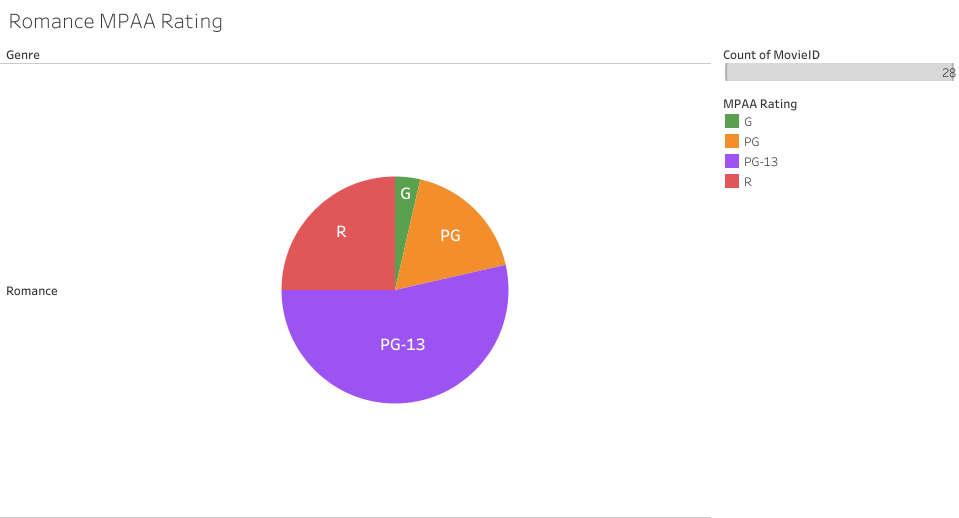 Romance MPAA Rating
Genre
Count of MovieID
28
MPAA Rating
G
PG
PG-13
R
G
R
PG
Romance
PG-13